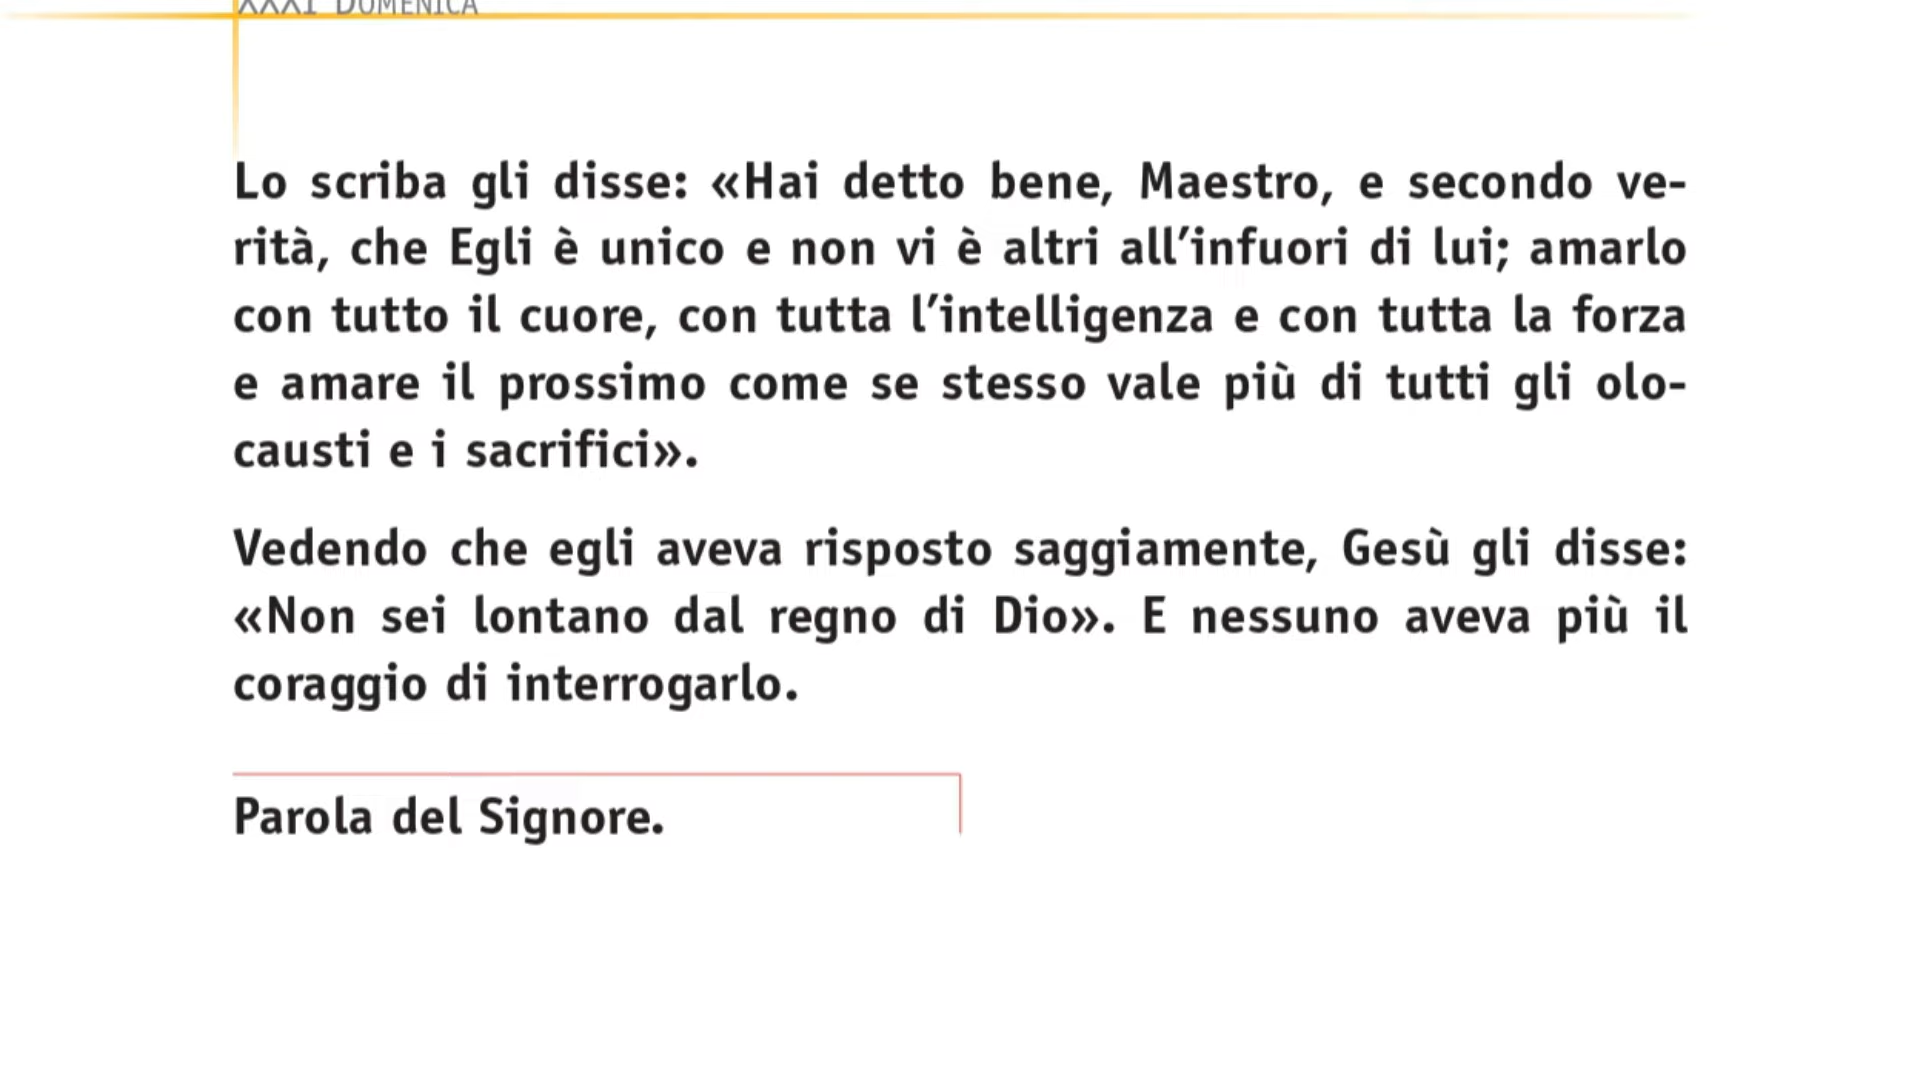 XXXI DOMENICA
Lo scriba gli disse: «Hai detto bene, Maestro, e secondo ve-
rità, che Egli è unico e non vi è altri all’infuori di lui; amarlo
con tutto il cuore, con tutta l’intelligenza e con tutta la forza
e amare il prossimo come se stesso vale più di tutti gli olo-
causti e i sacrifici».
Vedendo che egli aveva risposto saggiamente, Gesù gli disse:
«Non sei lontano dal regno di Dio». E nessuno aveva più il
coraggio di interrogarlo.
Parola del Signore.